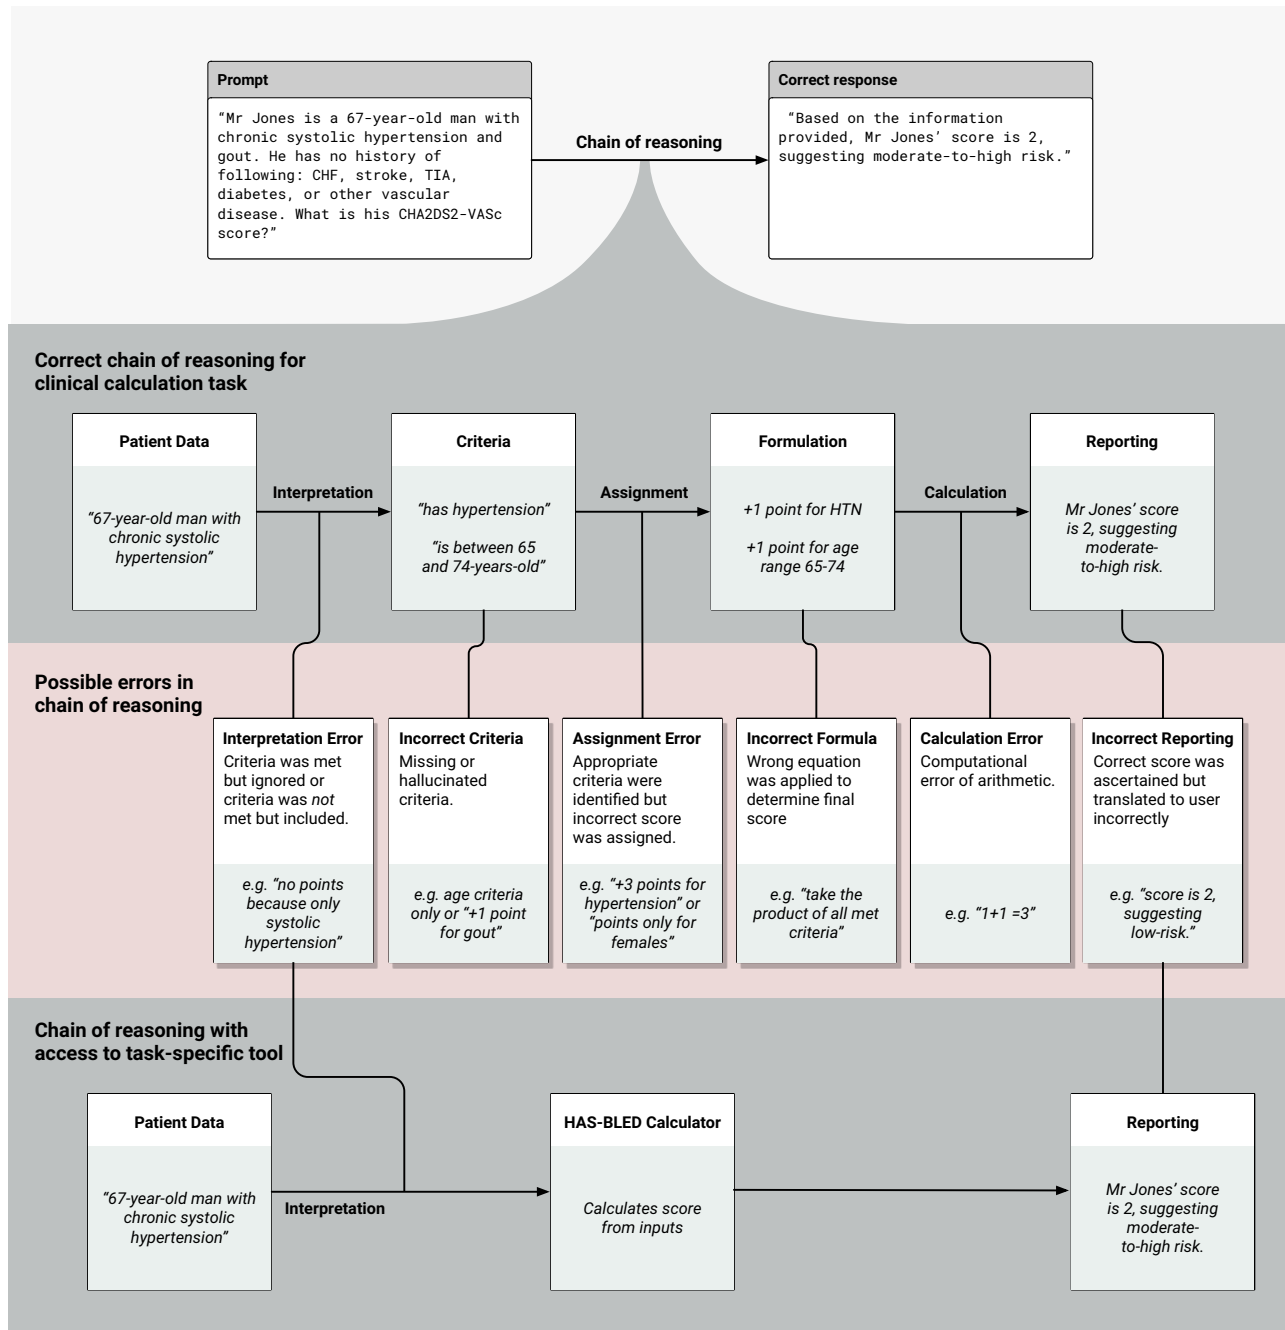 Prompt
“Mr Jones is a 67-year-old man with
chronic systolic hypertension and
gout. He has no history of
following: CHF, stroke, TIA,
diabetes, or other vascular
disease. What is his CHA2DS2-VASc
score?”
Chain of reasoning
Correct response
“Based on the information
provided, Mr Jones’ score is 2,
suggesting moderate-to-high risk.”
Correct chain of reasoning for
clinical calculation task
Patient Data
“67-year-old man with
chronic systolic
hypertension”
Interpretation
Criteria
“has hypertension”
“is between 65
and 74-years-old”
Assignment
Formulation
+1 point for HTN
+1 point for age
range 65-74
Calculation
Reporting
Mr Jones’ score
is 2, suggesting
moderate-
to-high risk.
Possible errors in
chain of reasoning
Interpretation Error
Criteria was met
but ignored or
criteria was not
met but included.
e.g. “no points
because only
systolic
hypertension”
Incorrect Criteria
Missing or
hallucinated
criteria.
e.g. age criteria
only or “+1 point
for gout”
Assignment Error
Appropriate
criteria were
identified but
incorrect score
was assigned.
e.g. “+3 points for
hypertension” or
“points only for
females”
Incorrect Formula
Wrong equation
was applied to
determine final
score
e.g. “take the
product of all met
criteria”
Calculation Error
Computational
error of arithmetic.
e.g. “1+1 =3”
Incorrect Reporting
Correct score was
ascertained but
translated to user
incorrectly
e.g. “score is 2,
suggesting
low-risk.”
Chain of reasoning with
access to task-specific tool
Patient Data
“67-year-old man with
chronic systolic
hypertension”
Interpretation
HAS-BLED Calculator
Calculates score
from inputs
Reporting
Mr Jones’ score
is 2, suggesting
moderate-
to-high risk.